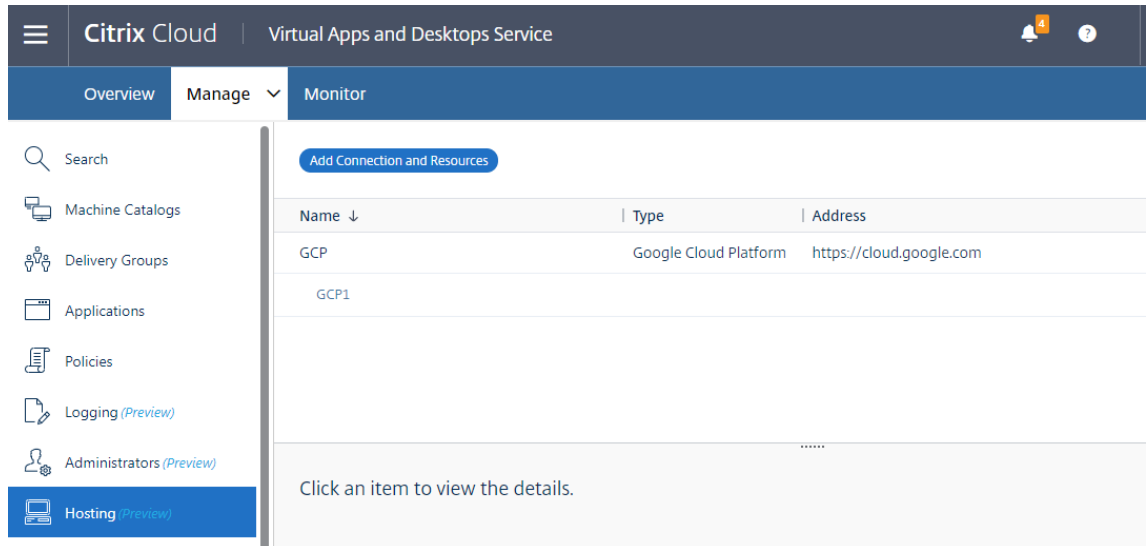 Citrix Cloud | Virtual Apps and Desktops Service 4 ?
Overview Manage Monitor
Search
Machine Catalogs
Delivery Groups
Applications
Policies
Logging (Preview)
Administrators (Preview)
Hosting (Preview)
Add Connection and Resources
Name ↓ Type Address
GCP Google Cloud Platform https://cloud.google.com
GCP1
Click an item to view the details.